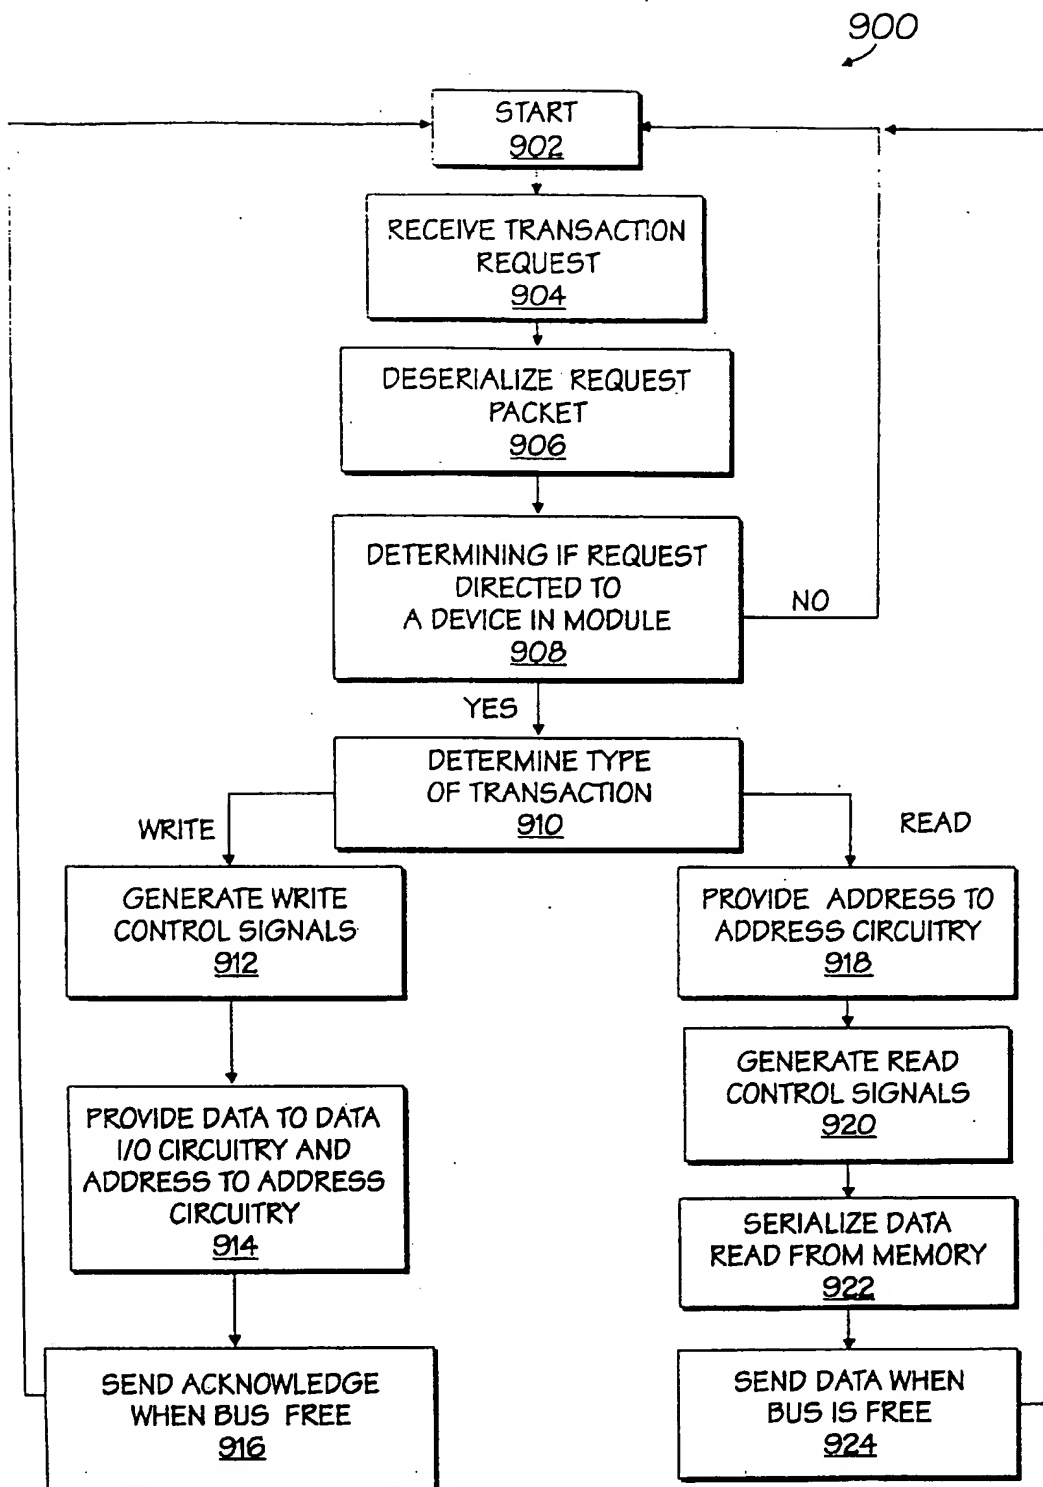 900
START
902
RECEIVE TRANSACTION
REQUEST
904
DESERIALIZE REQUEST
PACKET
906
DETERMINING IF REQUEST
DIRECTED TO
A DEVICE IN MODULE
908
NO
YES
DETERMINE TYPE
OF TRANSACTION
910
WRITE
READ
GENERATE WRITE
CONTROL SIGNALS
912
PROVIDE DATA TO DATA
I/O CIRCUITRY AND
ADDRESS TO ADDRESS
CIRCUITRY
914
SEND ACKNOWLEDGE
WHEN BUS FREE
916
PROVIDE ADDRESS TO
ADDRESS CIRCUITRY
918
GENERATE READ
CONTROL SIGNALS
920
SERIALIZE DATA
READ FROM MEMORY
922
SEND DATA WHEN
BUS IS FREE
924